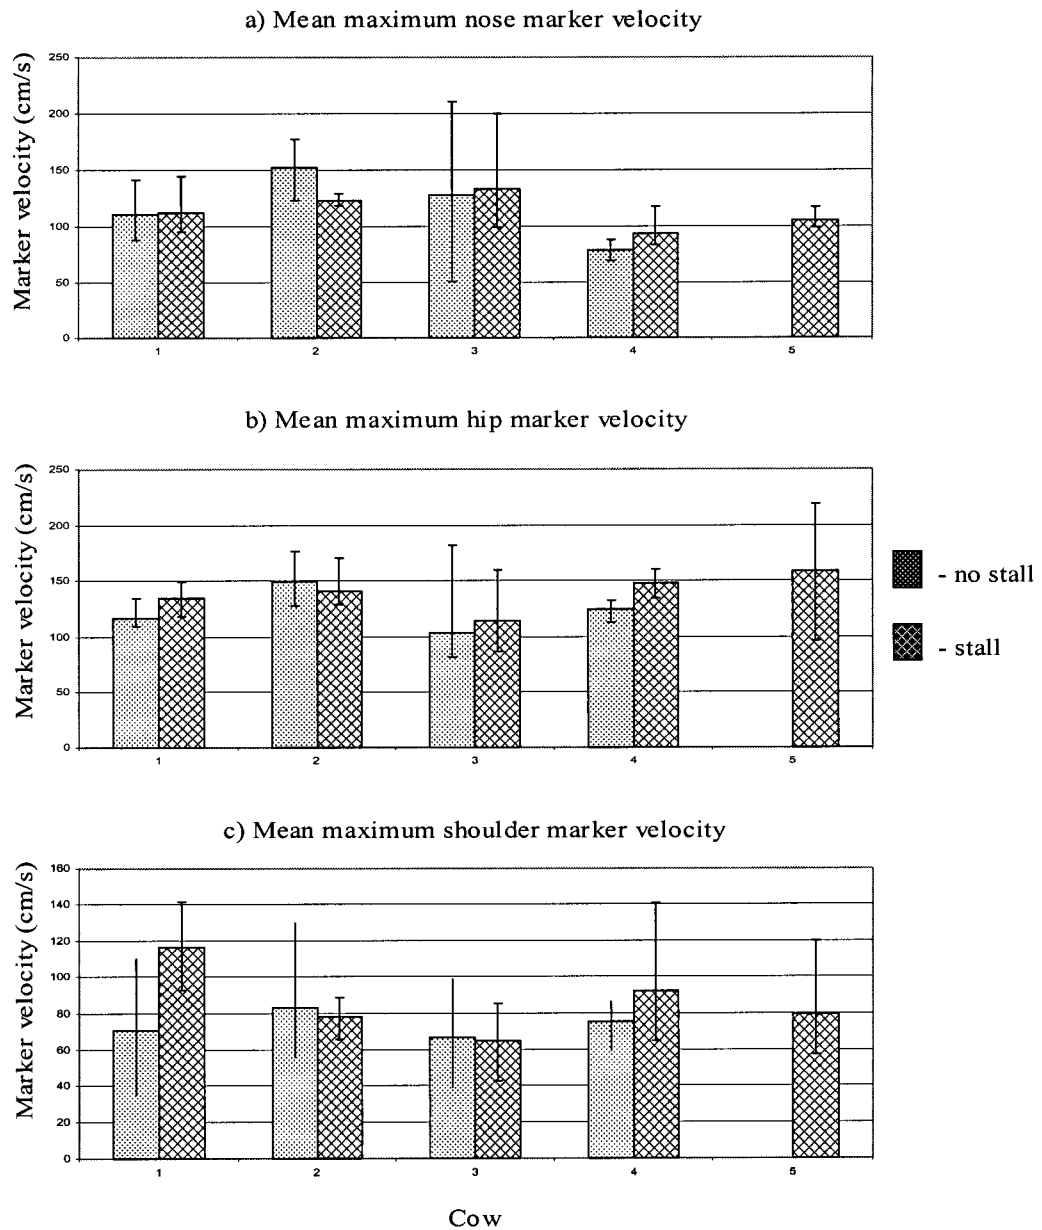 a) Mean maximum nose marker velocity
Marker velocity (cm/s)
250
200
150
100
50
0
1 2 3 4 5
b) Mean maximum hip marker velocity
Marker velocity (cm/s)
250
200
150
100
50
0
1 2 3 4 5
- no stall
- stall
c) Mean maximum shoulder marker velocity
Marker velocity (cm/s)
160
140
120
100
80
60
40
20
0
1 2 3 4 5
Cow